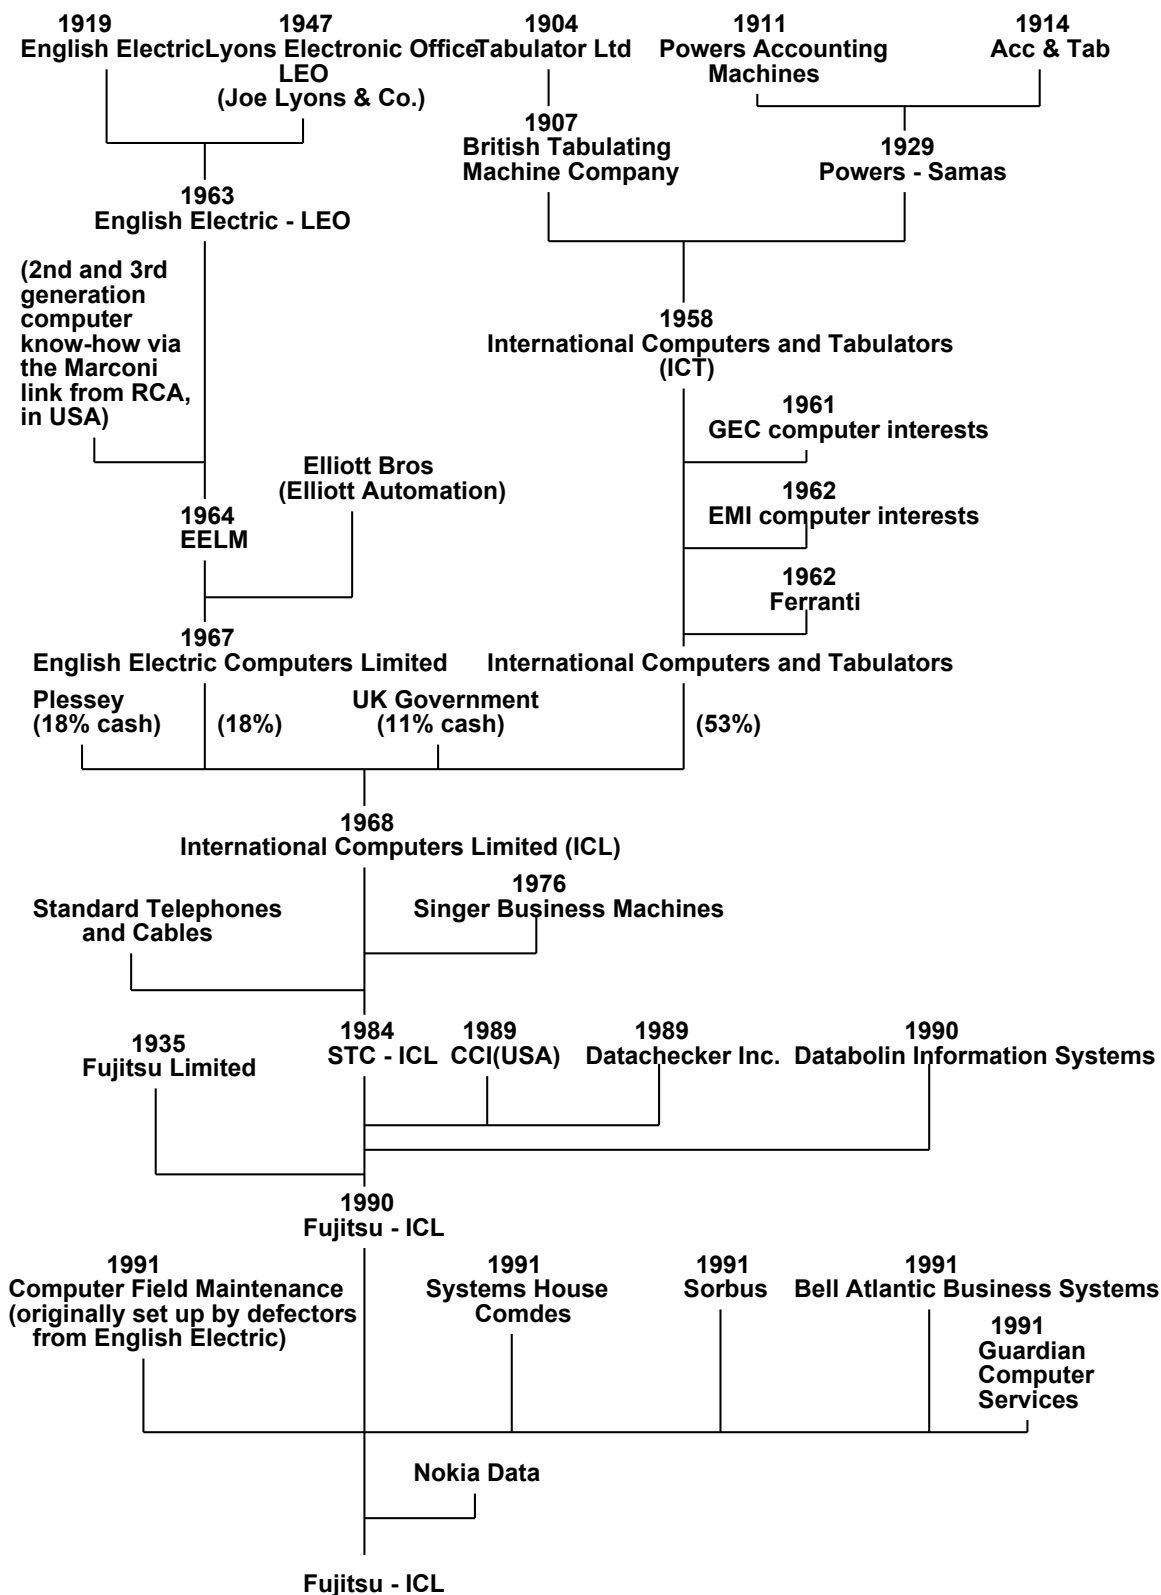 1919
English Electric
1947
Lyons Electronic Office
LEO
(Joe Lyons & Co.)
1904
Tabulator Ltd
1911
Powers Accounting
Machines
1914
Acc & Tab
1907
British Tabulating
Machine Company
1929
Powers - Samas
1963
English Electric - LEO
(2nd and 3rd
generation
computer
know-how via
the Marconi
link from RCA,
in USA)
1958
International Computers and Tabulators
(ICT)
1961
GEC computer interests
Elliott Bros
(Elliott Automation)
1962
EMI computer interests
1964
EELM
1962
Ferranti
1967
English Electric Computers Limited
International Computers and Tabulators
Plessey
(18% cash)
(18%)
UK Government
(11% cash)
(53%)
1968
International Computers Limited (ICL)
1976
Singer Business Machines
Standard Telephones
and Cables
1935
Fujitsu Limited
1984
STC - ICL
1989
CCI(USA)
1989
Datachecker Inc.
1990
Databolin Information Systems
1990
Fujitsu - ICL
1991
Computer Field Maintenance
(originally set up by defectors
from English Electric)
1991
Systems House
Comdes
1991
Sorbus
1991
Bell Atlantic Business Systems
1991
Guardian
Computer
Services
Nokia Data
Fujitsu - ICL